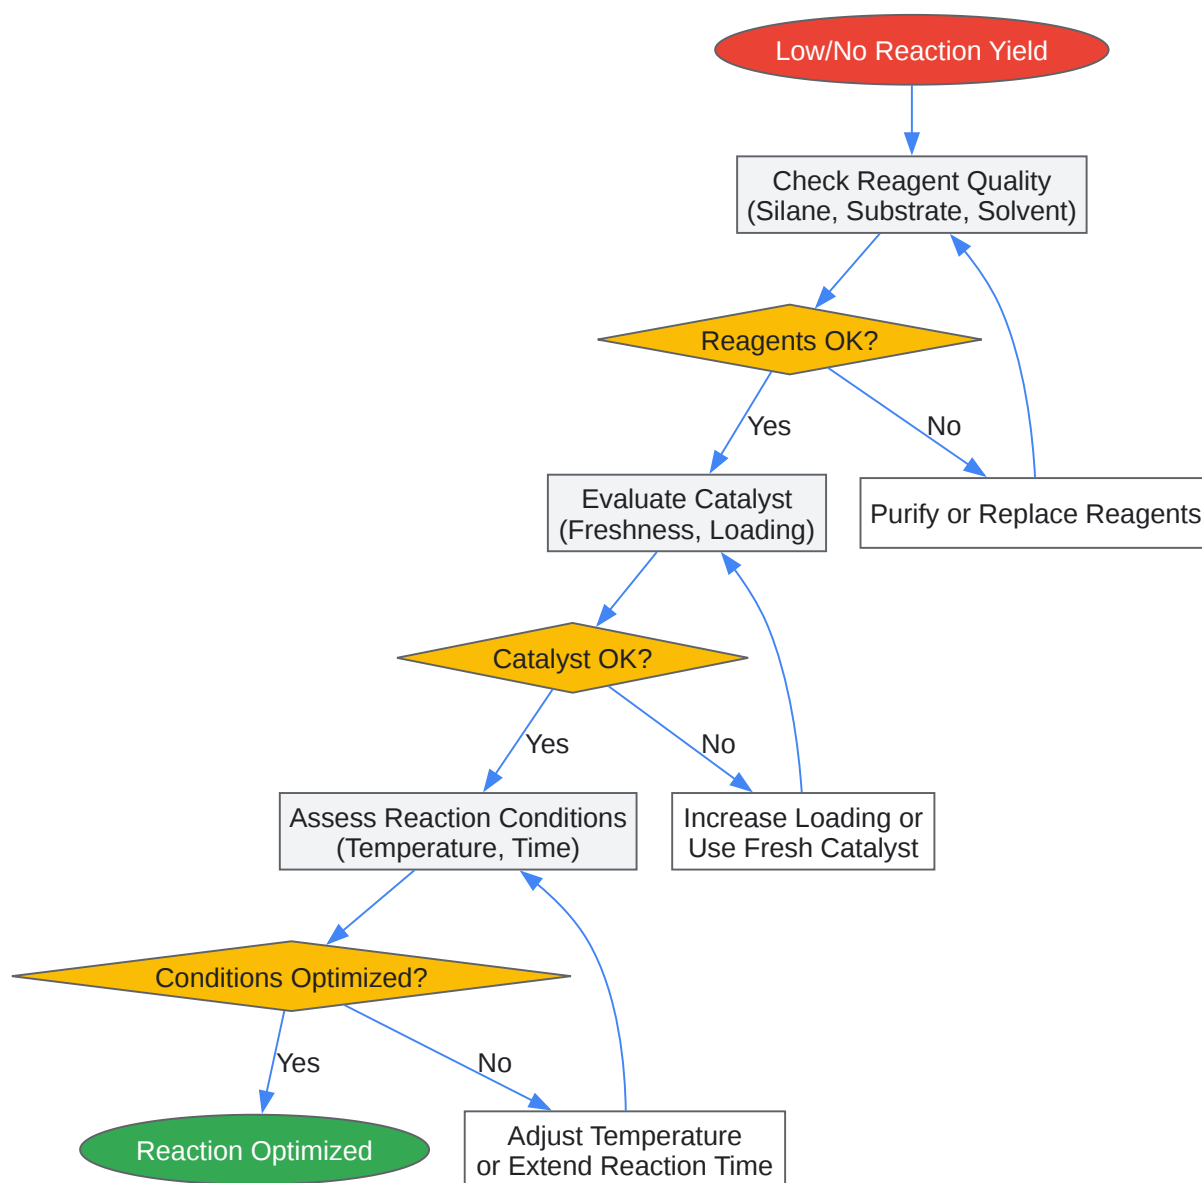 Low/No Reaction Yield
Check Reagent Quality
(Silane, Substrate, Solvent)
Reagents OK?
Yes
No
Evaluate Catalyst
(Freshness, Loading)
Purify or Replace Reagents
Catalyst OK?
Yes
No
Assess Reaction Conditions
(Temperature, Time)
Increase Loading or
Use Fresh Catalyst
Conditions Optimized?
Yes
No
Reaction Optimized
Adjust Temperature
or Extend Reaction Time